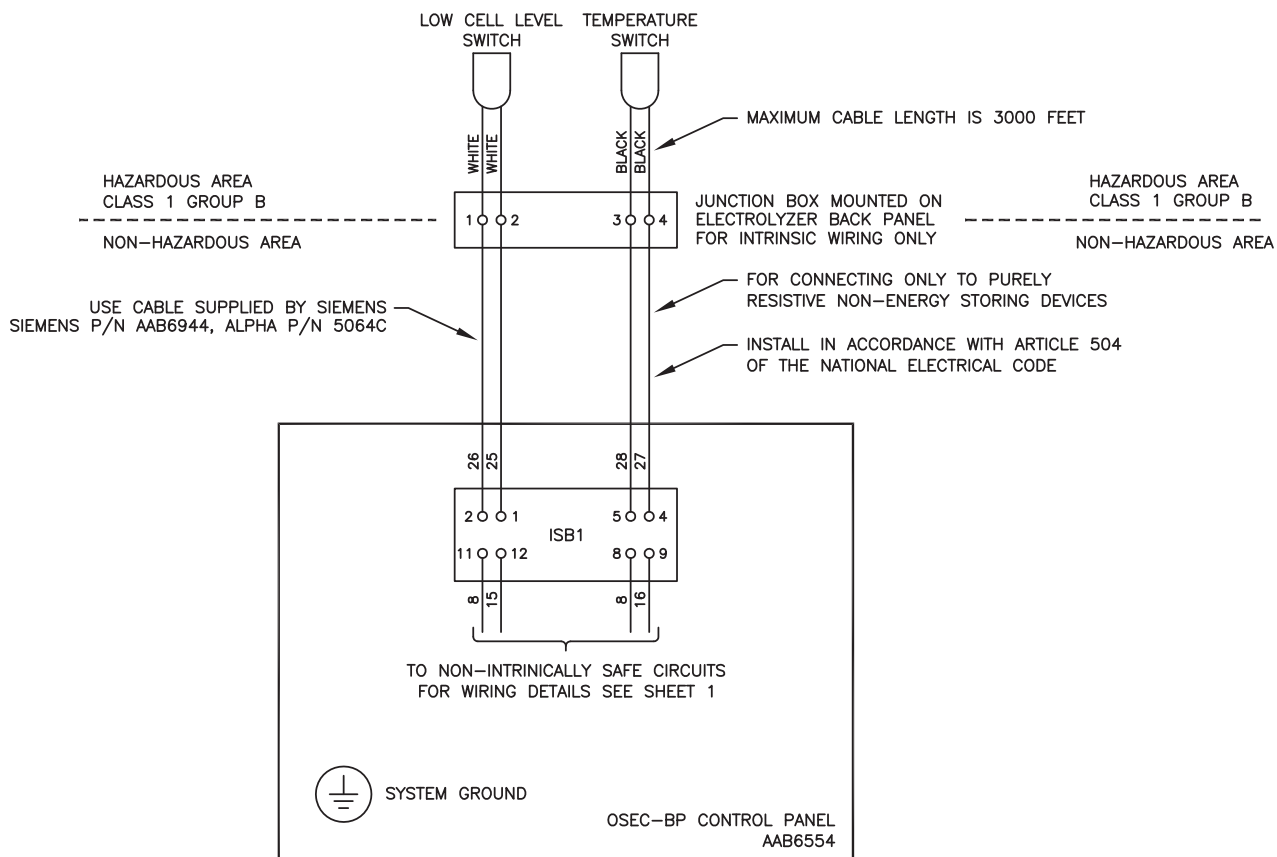 LOW CELL LEVEL
SWITCH
TEMPERATURE
SWITCH
MAXIMUM CABLE LENGTH IS 3000 FEET
WHITE
WHITE
BLACK
BLACK
HAZARDOUS AREA
CLASS 1 GROUP B
NON-HAZARDOUS AREA
1
2
3
4
JUNCTION BOX MOUNTED ON
ELECTROLYZER BACK PANEL
FOR INTRINSIC WIRING ONLY
HAZARDOUS AREA
CLASS 1 GROUP B
NON-HAZARDOUS AREA
USE CABLE SUPPLIED BY SIEMENS
SIEMENS P/N AAB6944, ALPHA P/N 5064C
FOR CONNECTING ONLY TO PURELY
RESISTIVE NON-ENERGY STORING DEVICES
INSTALL IN ACCORDANCE WITH ARTICLE 504
OF THE NATIONAL ELECTRICAL CODE
26
25
28
27
2
1
5
4
ISB1
11
12
8
9
8
15
8
16
TO NON-INTRINICALLY SAFE CIRCUITS
FOR WIRING DETAILS SEE SHEET 1
SYSTEM GROUND
OSEC-BP CONTROL PANEL
AAB6554